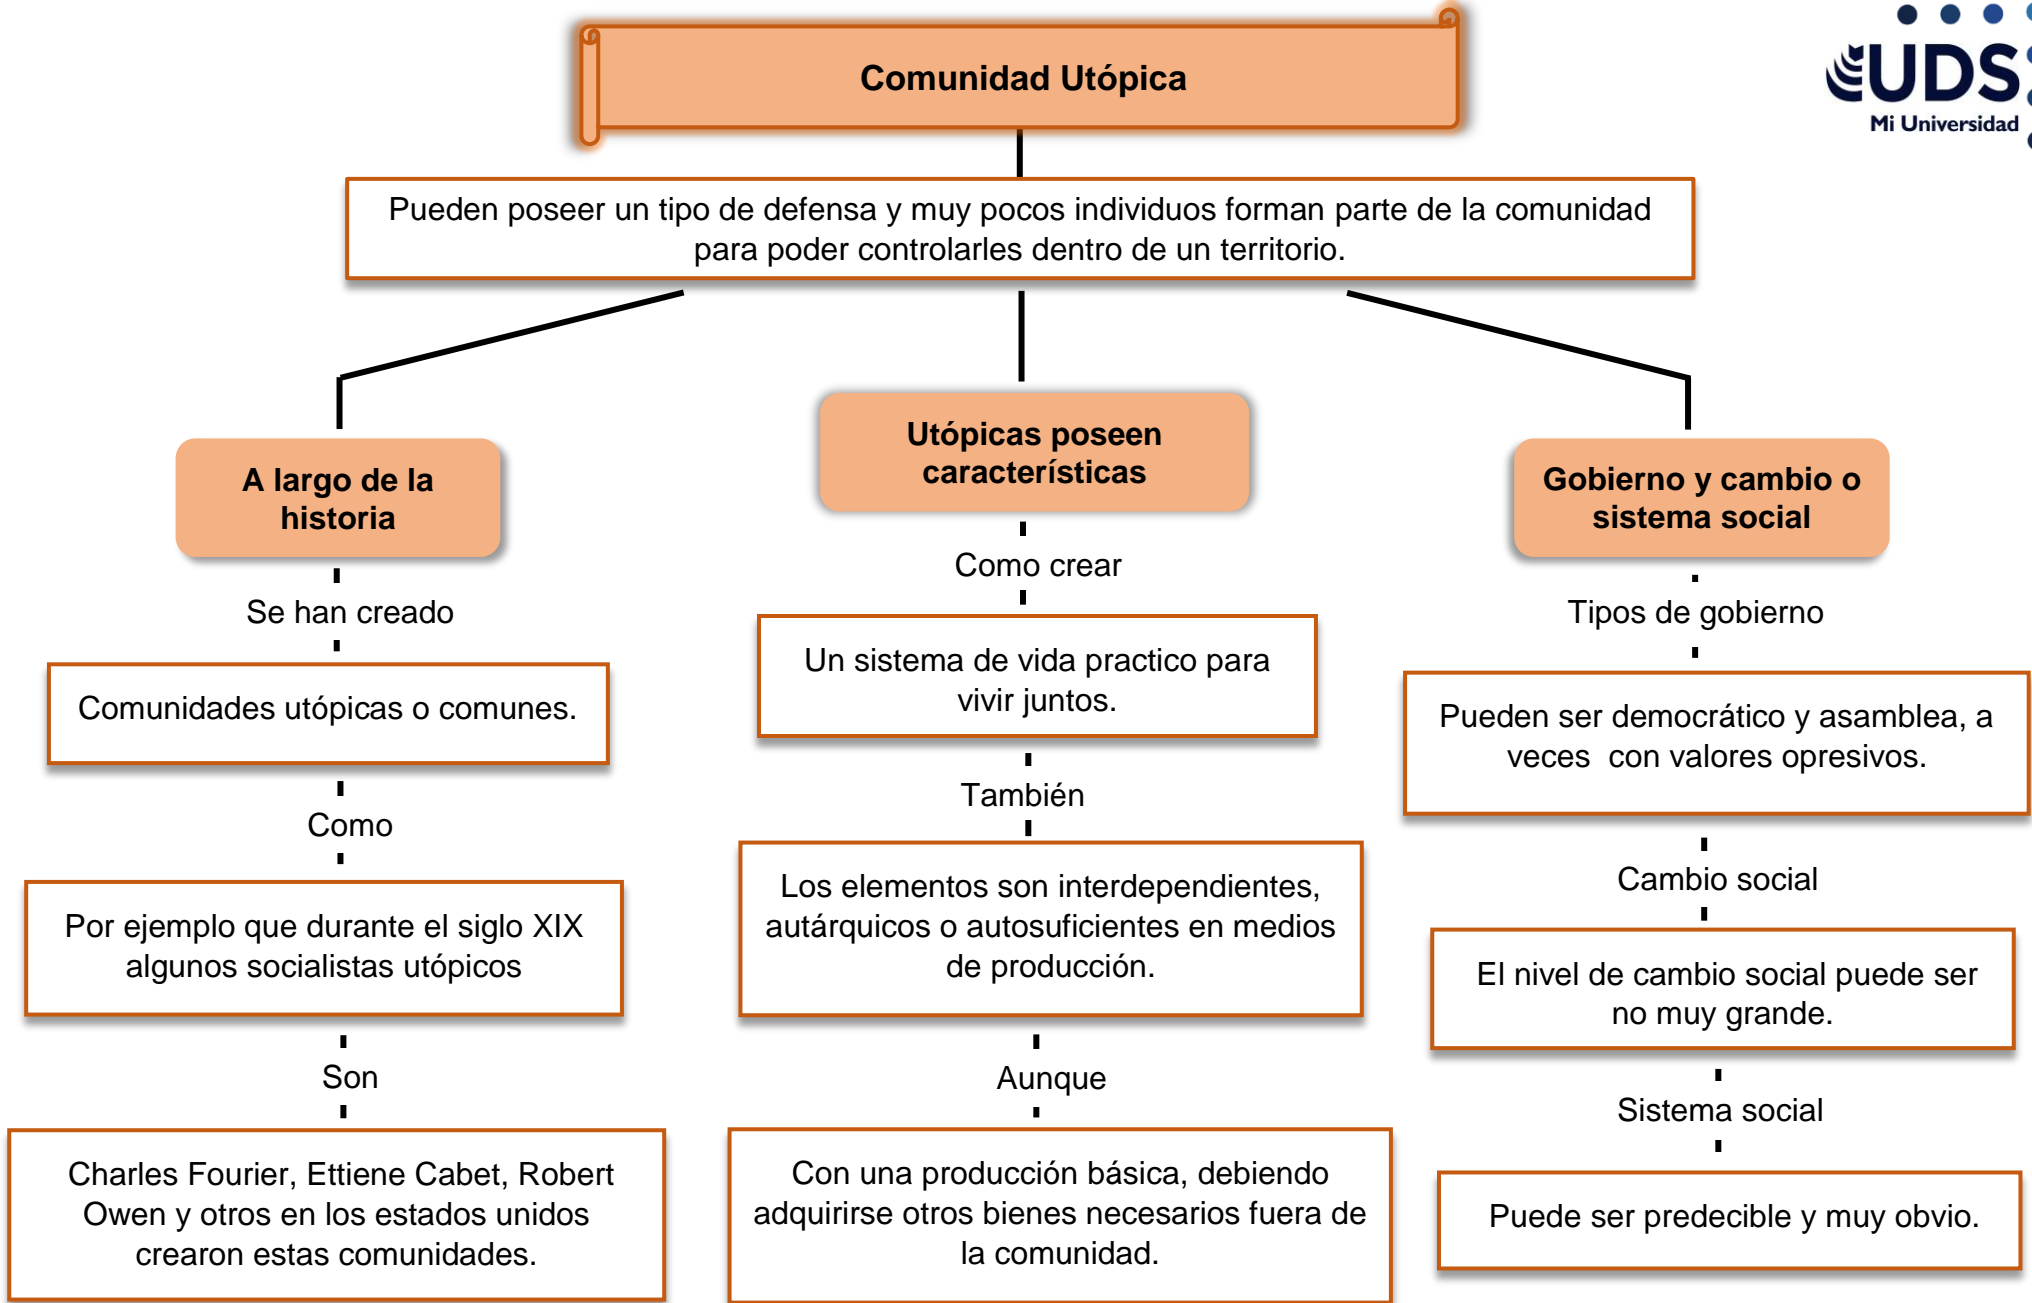 Comunidad Utópica
UDS
Mi Universidad
Pueden poseer un tipo de defensa y muy pocos individuos forman parte de la comunidad
para poder controlarles dentro de un territorio.
A largo de la
historia
Se han creado
Comunidades utópicas o comunes.
Como
Por ejemplo que durante el siglo XIX
algunos socialistas utópicos
Son
Charles Fourier, Ettiene Cabet, Robert
Owen y otros en los estados unidos
crearon estas comunidades.
Utópicas poseen
características
Como crear
Un sistema de vida practico para
vivir juntos.
También
Los elementos son interdependientes,
autárquicos o autosuficientes en medios
de producción.
Aunque
Con una producción básica, debiendo
adquirirse otros bienes necesarios fuera de
la comunidad.
Gobierno y cambio o
sistema social
Tipos de gobierno
Pueden ser democrático y asamblea, a
veces  con valores opresivos.
Cambio social
El nivel de cambio social puede ser
no muy grande.
Sistema social
Puede ser predecible y muy obvio.